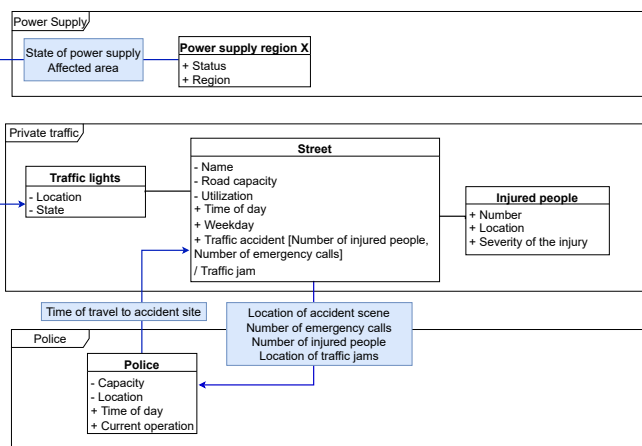 Power Supply
State of power supply
Affected area
Power supply region X
+ Status
+ Region
Private traffic
Traffic lights
- Location
- State
Street
- Name
- Road capacity
- Utilization
+ Time of day
+ Weekday
+ Traffic accident [Number of injured people,
Number of emergency calls]
/ Traffic jam
Injured people
+ Number
+ Location
+ Severity of the injury
Time of travel to accident site
Location of accident scene
Number of emergency calls
Number of injured people
Location of traffic jams
Police
Police
- Capacity
- Location
+ Time of day
+ Current operation